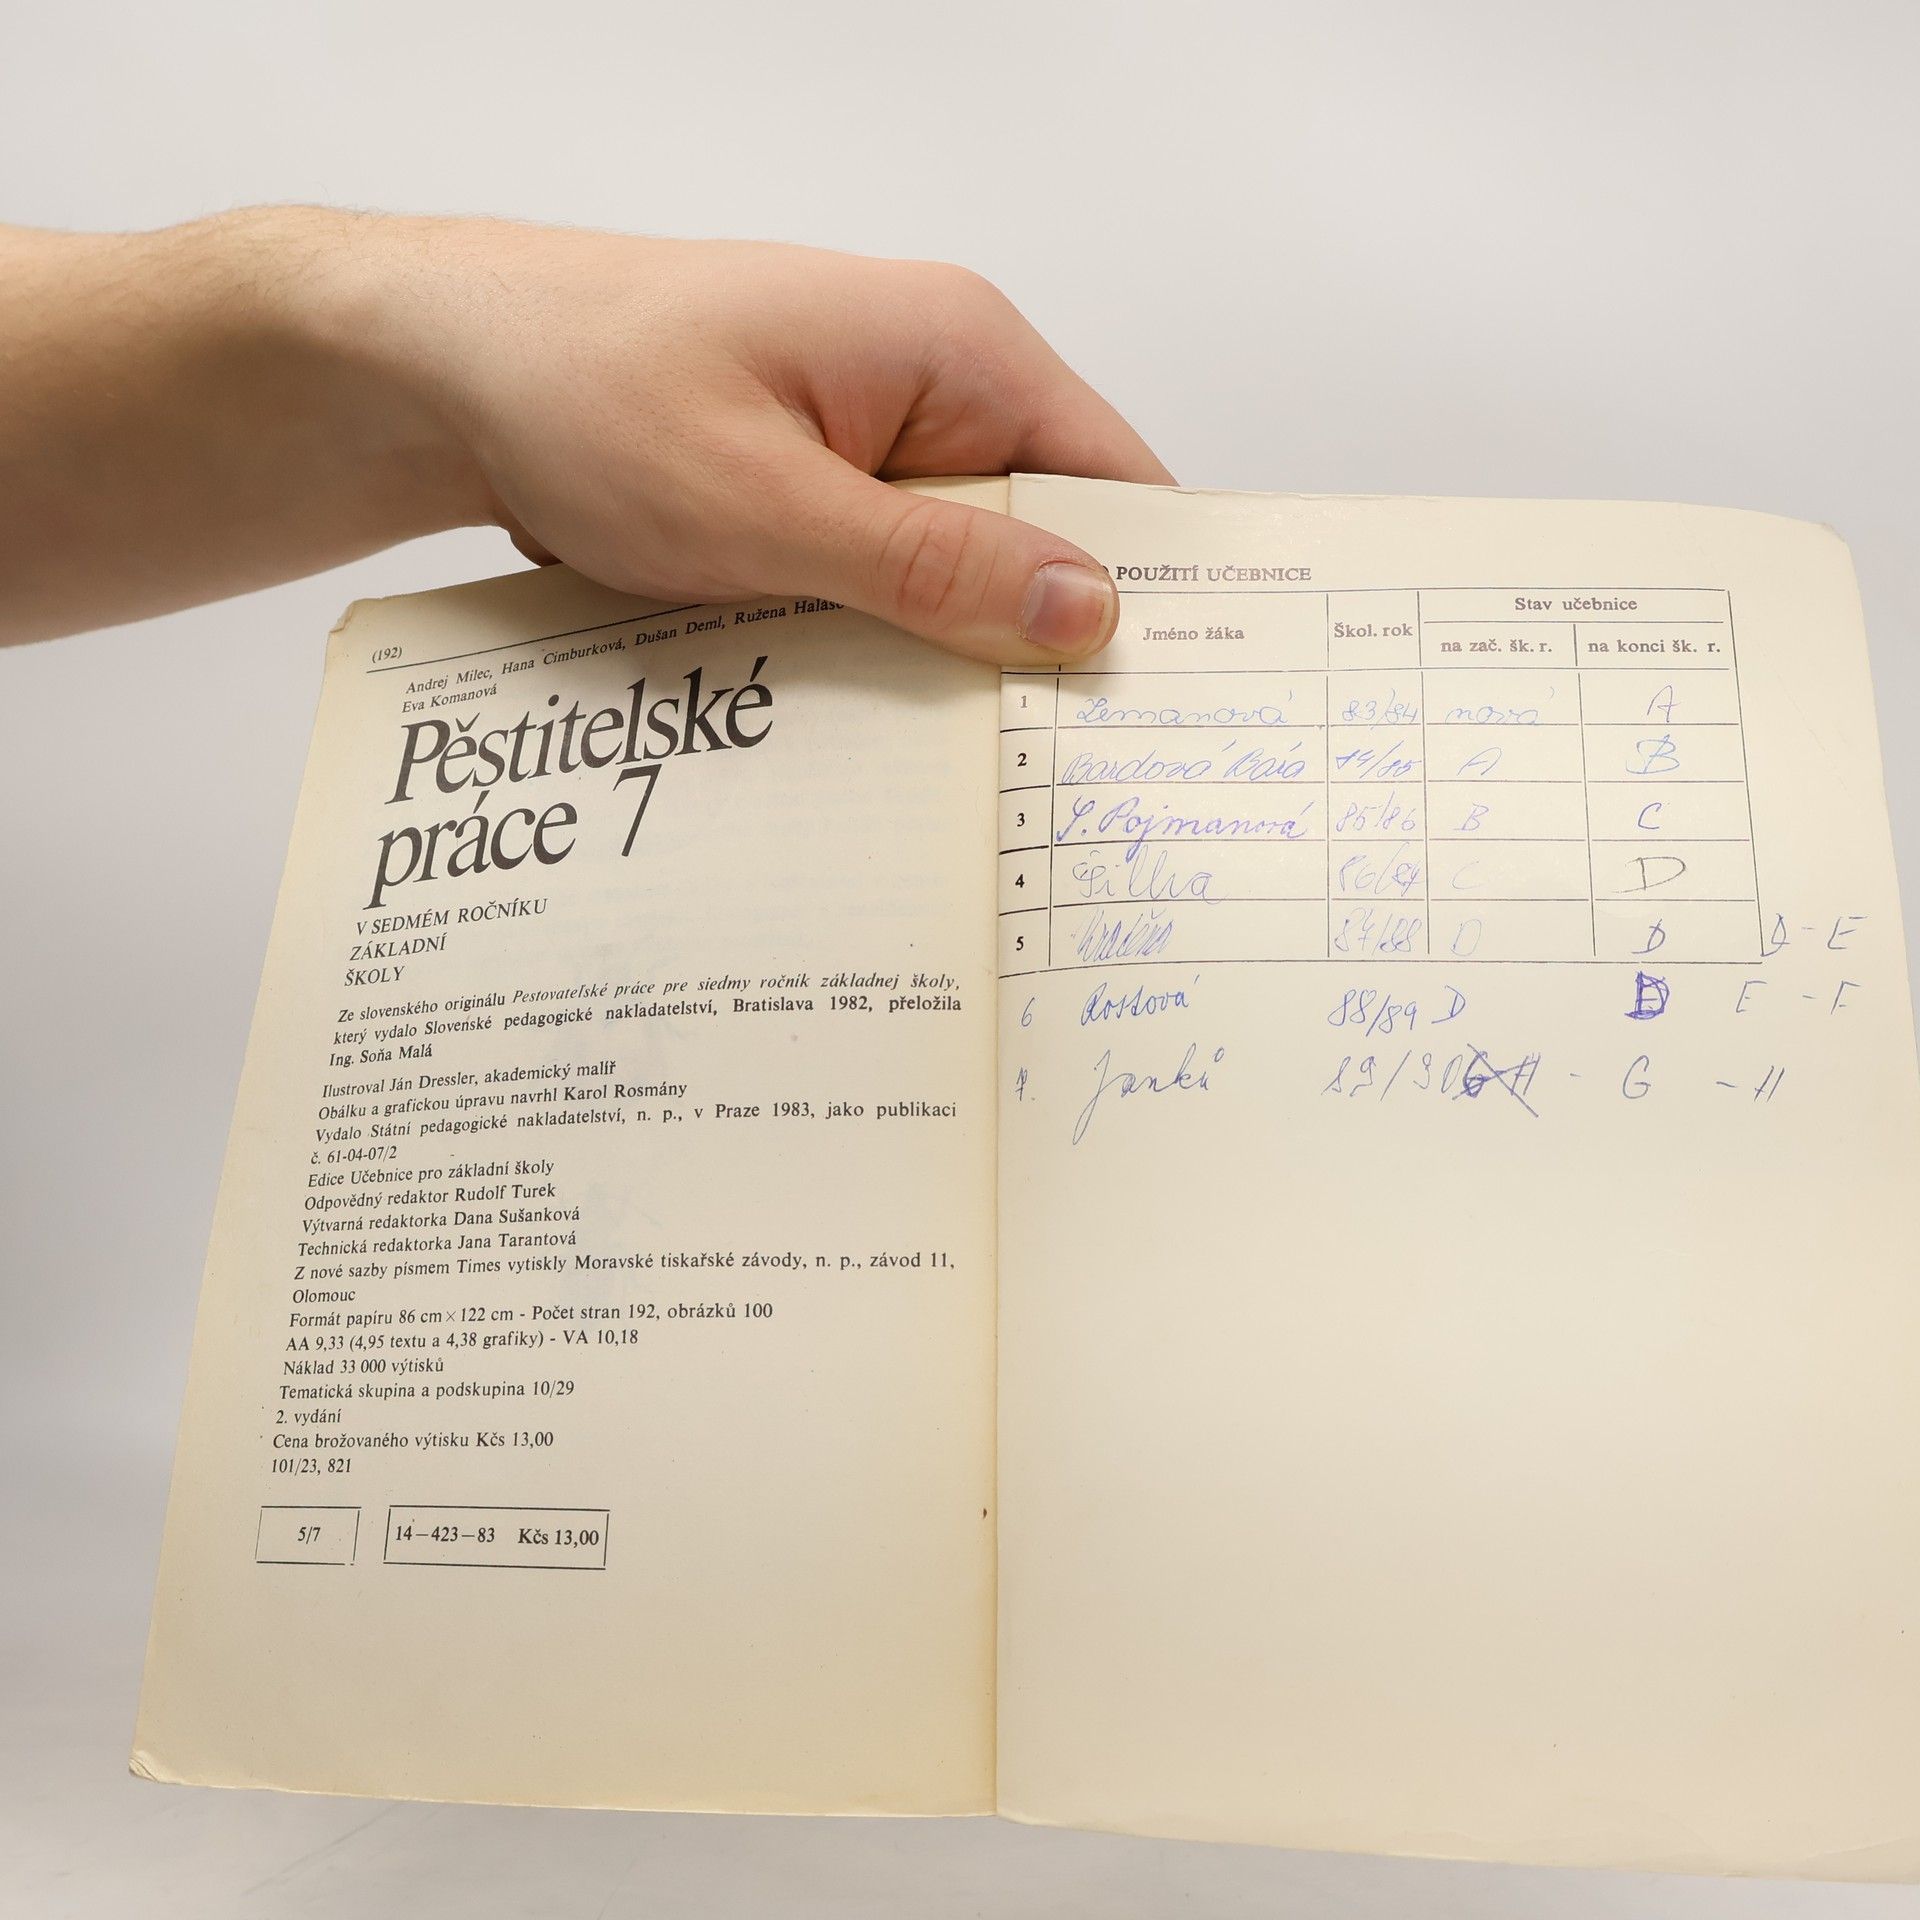 (192)
Andrej Milec, Hana Cimburková, Dušan Deml, Ružena
Eva Komanová
Pěstitelské
práce 7
V SEDMÉM ROČNÍKU
ZÁKLADNÍ
ŠKOLY
Ze slovenského originálu Pestovateľské práce pre siedmy ročník základnej školy,
který vydalo Slovenské pedagogické nakladatelství, Bratislava 1982, přeložila
Ing. Soňa Malá
Ilustroval Ján Dressler, akademický malíř
Obálku a grafickou úpravu navrhl Karol Rosmány
Vydalo Státní pedagogické nakladatelství, n. p., v Praze 1983, jako publikaci
č. 61-04-07/2
Edice Učebnice pro základní školy
Odpovědný redaktor Rudolf Turek
Výtvarná redaktorka Dana Sušanková
Technická redaktorka Jana Tarantová
Z nové sazby písmem Times vytiskly Moravské tiskařské závody, n. p., závod 11,
Olomouc
Formát papíru 86 cm × 122 cm - Počet stran 192, obrázků 100
AA 9,33 (4,95 textu a 4,38 grafiky) - VA 10,18
Náklad 33 000 výtisků
Tematická skupina a podskupina 10/29
2. vydání
Cena brožovaného výtisku Kčs 13,00
101/23, 821
5/7 14—423—83 Kčs 13,00
POUŽITÍ UČEBNICE
Jméno žáka Škol. rok Stav učebnice
na zač. šk. r. na konci šk. r.
1 Zemanová 83/84 nová A
2 Bardová Bára 84/85 A B
3 S. Pojmanová 85/86 B C
4 86/87 C D
5 87/88 D D D - E
6 Rostová 88/89 D E - F
7. Janků 89/90 G H - G - H